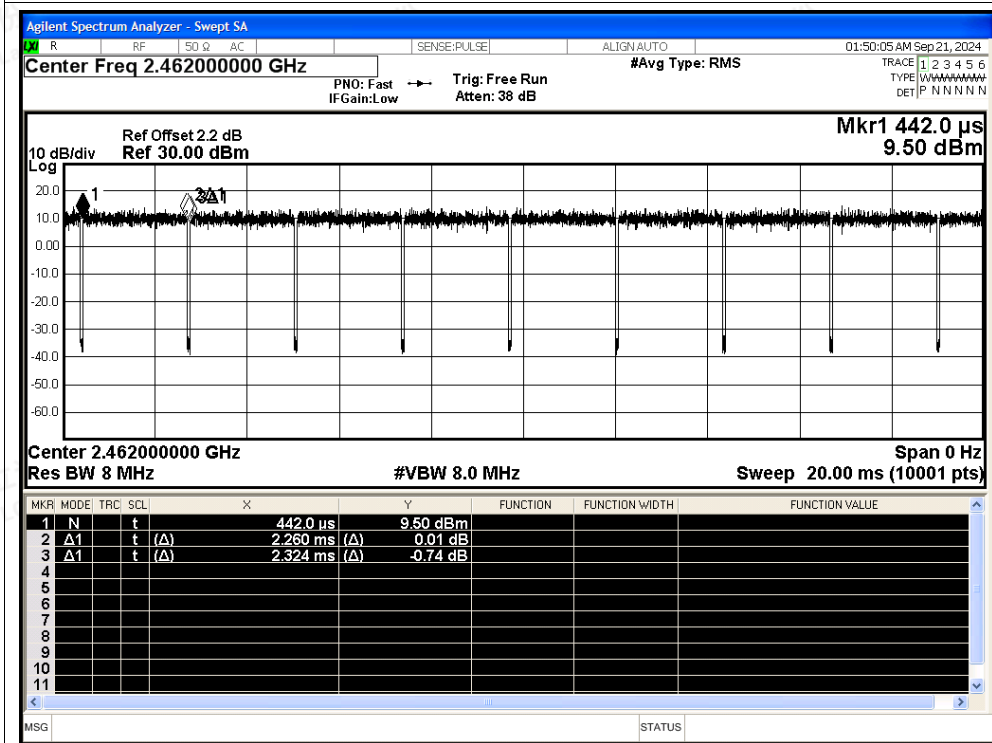 Agilent Spectrum Analyzer - Swept SA
LXI R RF 50 Ω AC SENSE:PULSE ALIGN AUTO 01:50:05 AM Sep 21, 2024
Center Freq 2.462000000 GHz #Avg Type: RMS TRACE 1 2 3 4 5 6
PNO: Fast Trig: Free Run TYPE W
IFGain:Low Atten: 38 dB DET P N N N N N
Mkr1 442.0 µs
Ref Offset 2.2 dB
10 dB/div Ref 30.00 dBm 9.50 dBm
Log
20.0
10.0
0.00
-10.0
-20.0
-30.0
-40.0
-50.0
-60.0
1
Center 2.462000000 GHz Span 0 Hz
Res BW 8 MHz #VBW 8.0 MHz Sweep 20.00 ms (10001 pts)
MKR MODE TRC SCL X Y FUNCTION FUNCTION WIDTH FUNCTION VALUE
1 N t 442.0 µs 9.50 dBm
2 Δ1 t (Δ) 2.260 ms (Δ) 0.01 dB
3 Δ1 t (Δ) 2.324 ms (Δ) -0.74 dB
4
5
6
7
8
9
10
11
MSG STATUS